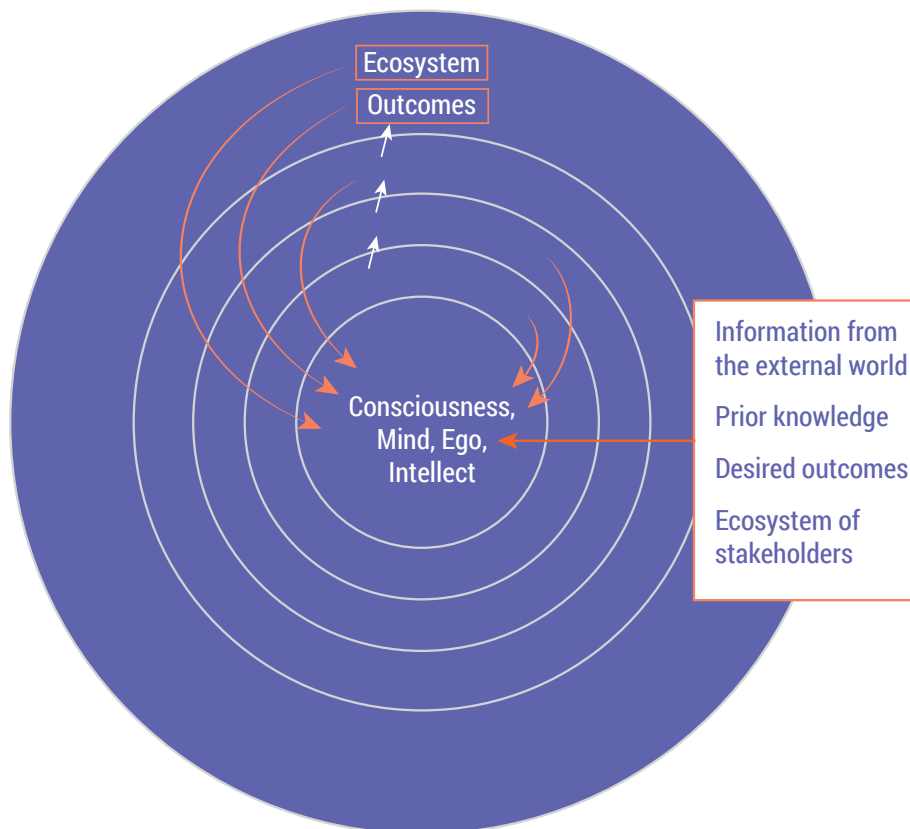 Ecosystem
Outcomes
Consciousness,
Mind, Ego,
Intellect
Information from
the external world
Prior knowledge
Desired outcomes
Ecosystem of
stakeholders